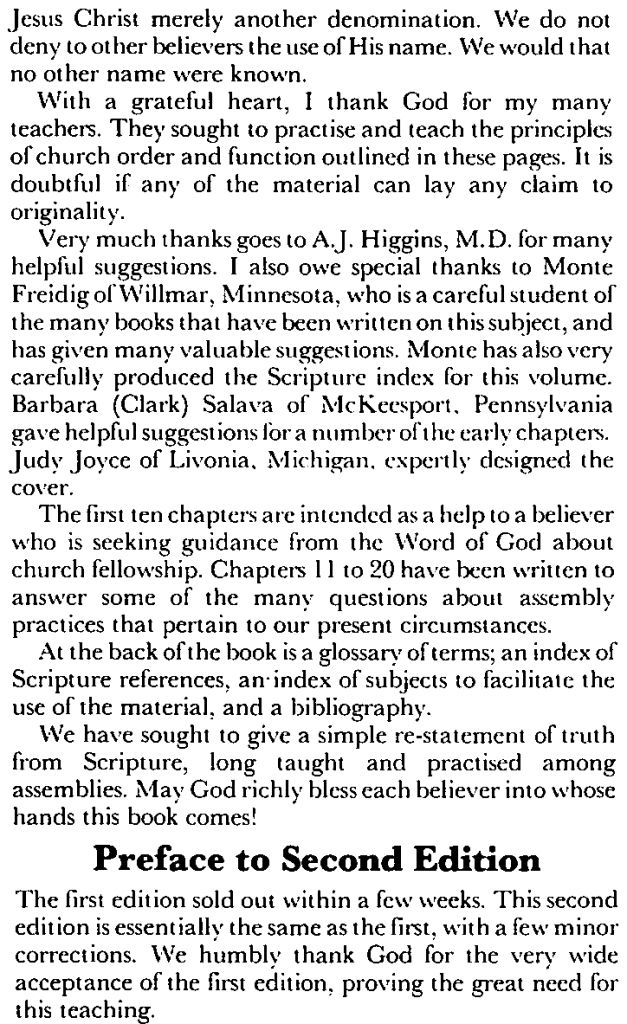 Jesus Christ merely another denomination. We do not
deny to other believers the use of His name. We would that
no other name were known.
With a grateful heart, I thank God for my many
teachers. They sought to practise and teach the principles
of church order and function outlined in these pages. It is
doubtful if any of the material can lay any claim to
originality.
Very much thanks goes to A.J. Higgins, M.D. for many
helpful suggestions. I also owe special thanks to Monte
Freidig of Willmar, Minnesota, who is a careful student of
the many books that have been written on this subject, and
has given many valuable suggestions. Monte has also very
carefully produced the Scripture index for this volume.
Barbara (Clark) Salava of McKeesport, Pennsylvania
gave helpful suggestions for a number of the early chapters.
Judy Joyce of Livonia, Michigan, expertly designed the
cover.
The first ten chapters are intended as a help to a believer
who is seeking guidance from the Word of God about
church fellowship. Chapters 11 to 20 have been written to
answer some of the many questions about assembly
practices that pertain to our present circumstances.
At the back of the book is a glossary of terms; an index of
Scripture references, an index of subjects to facilitate the
use of the material, and a bibliography.
We have sought to give a simple re-statement of truth
from Scripture, long taught and practised among
assemblies. May God richly bless each believer into whose
hands this book comes!
Preface to Second Edition
The first edition sold out within a few weeks. This second
edition is essentially the same as the first, with a few minor
corrections. We humbly thank God for the very wide
acceptance of the first edition, proving the great need for
this teaching.